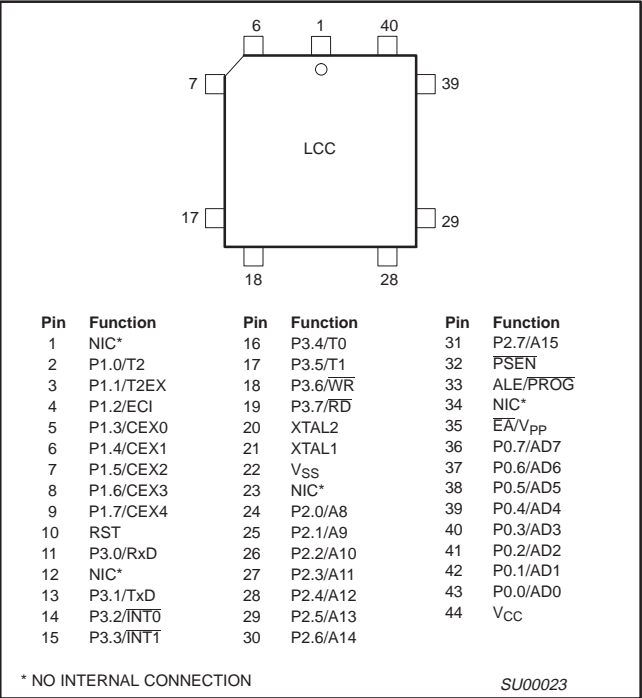 6 1 40
7 39
LCC
17 29
18 28
Pin Function Pin Function Pin Function
1 NIC* 16 P3.4/T0 31 P2.7/A15
2 P1.0/T2 17 P3.5/T1 32 P̅S̅E̅N̅
3 P1.1/T2EX 18 P3.6/W̅R̅ 33 ALE/P̅R̅O̅G̅
4 P1.2/ECI 19 P3.7/R̅D̅ 34 NIC*
5 P1.3/CEX0 20 XTAL2 35 E̅A̅/VPP
6 P1.4/CEX1 21 XTAL1 36 P0.7/AD7
7 P1.5/CEX2 22 VSS 37 P0.6/AD6
8 P1.6/CEX3 23 NIC* 38 P0.5/AD5
9 P1.7/CEX4 24 P2.0/A8 39 P0.4/AD4
10 RST 25 P2.1/A9 40 P0.3/AD3
11 P3.0/RxD 26 P2.2/A10 41 P0.2/AD2
12 NIC* 27 P2.3/A11 42 P0.1/AD1
13 P3.1/TxD 28 P2.4/A12 43 P0.0/AD0
14 P3.2/I̅N̅T̅0̅ 29 P2.5/A13 44 VCC
15 P3.3/I̅N̅T̅1̅ 30 P2.6/A14
* NO INTERNAL CONNECTION
SU00023